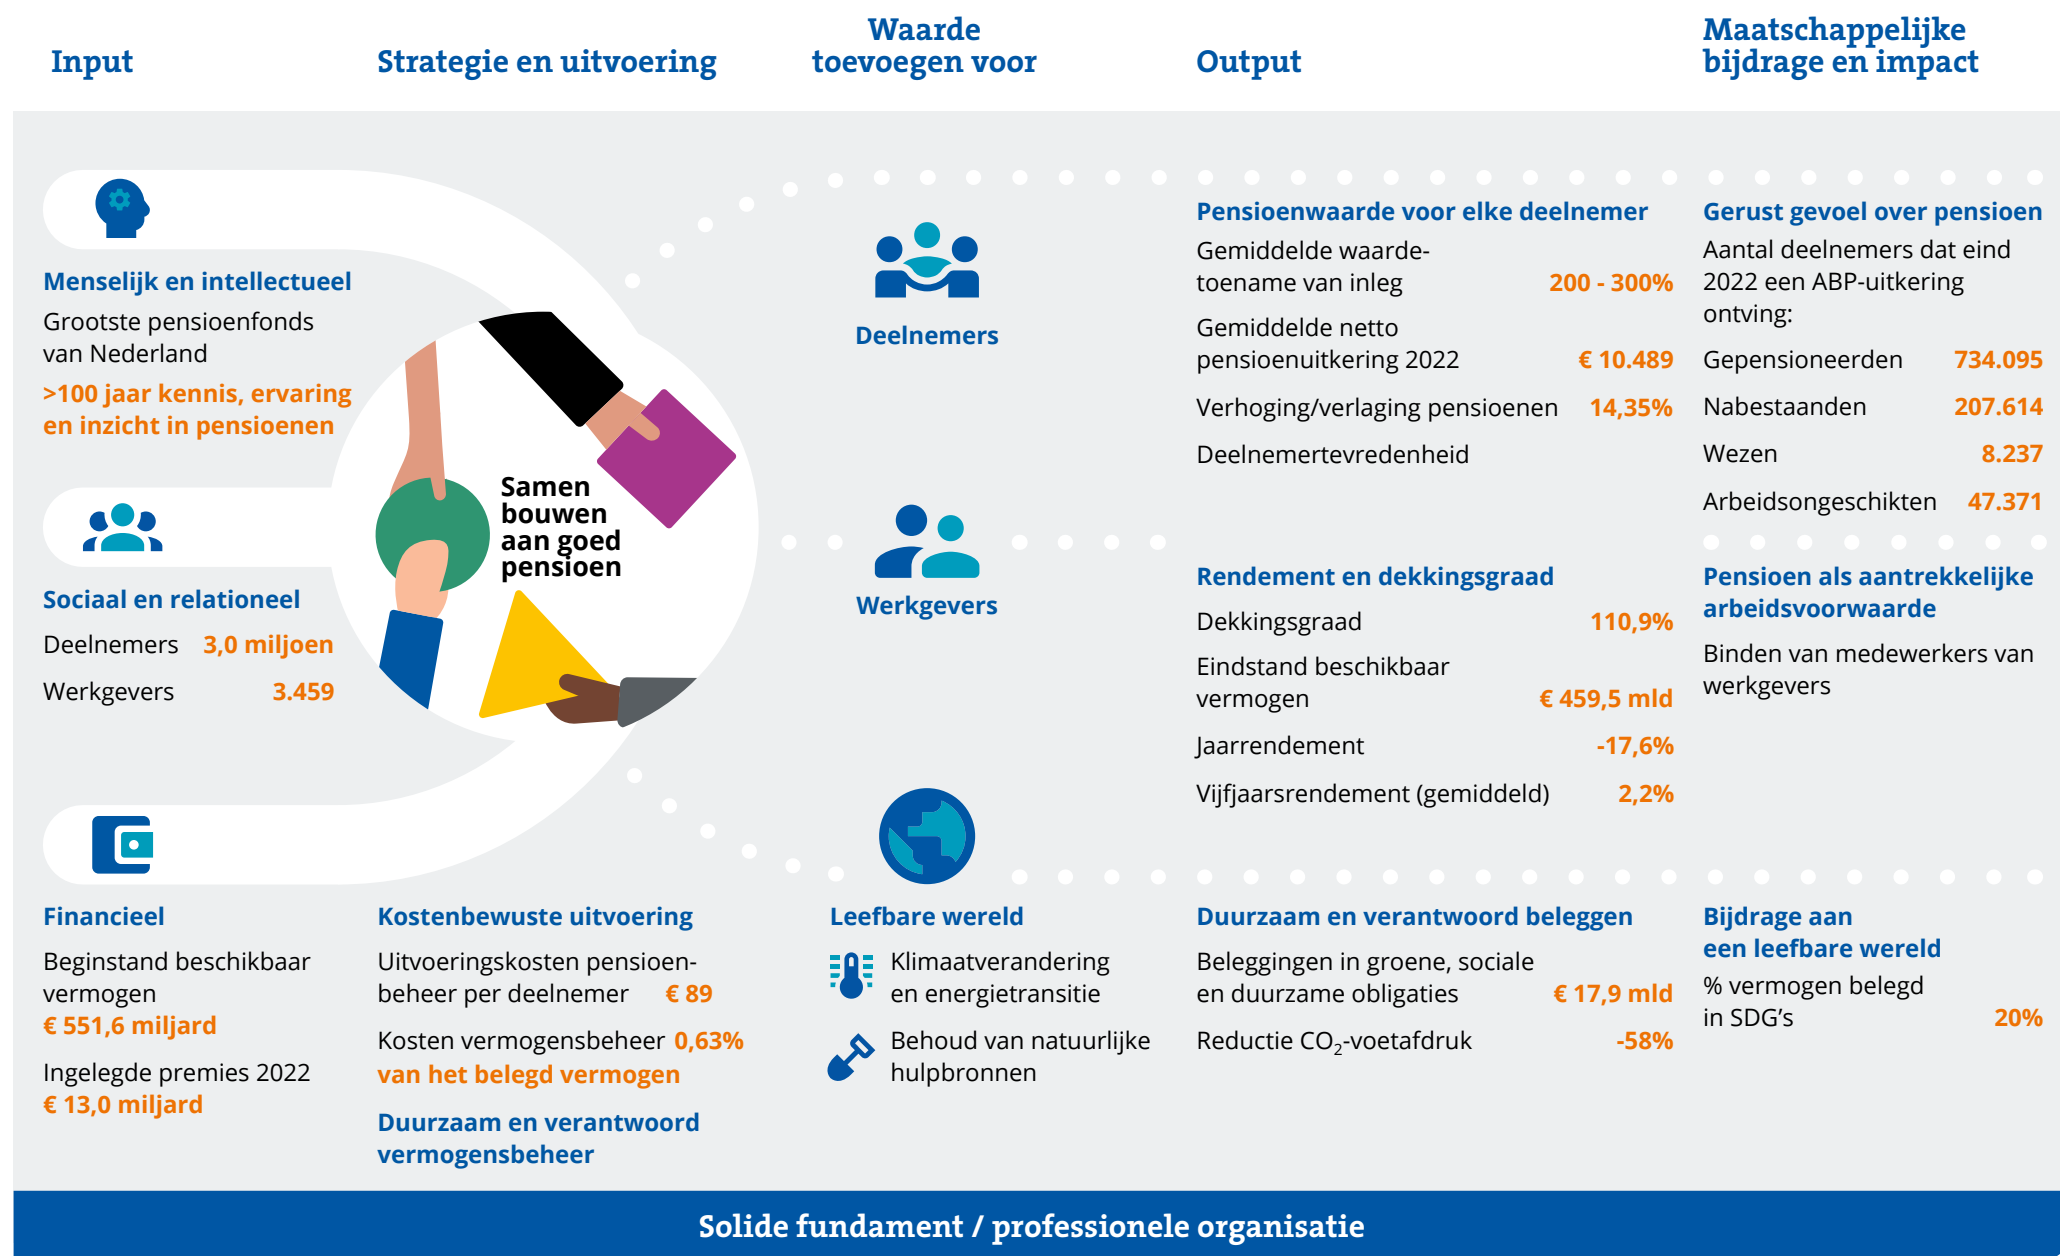 Input
Strategie en uitvoering
Waarde
toevoegen voor
Output
Maatschappelijke
bijdrage en impact
Menselijk en intellectueel
Grootste pensioenfonds
van Nederland
>100 jaar kennis, ervaring
en inzicht in pensioenen
Sociaal en relationeel
Deelnemers 3,0 miljoen
Werkgevers 3.459
Financieel
Beginstand beschikbaar
vermogen
€ 551,6 miljard
Ingelegde premies 2022
€ 13,0 miljard
Samen
bouwen
aan goed
pensioen
Kostenbewuste uitvoering
Uitvoeringskosten pensioen-
beheer per deelnemer € 89
Kosten vermogensbeheer 0,63%
van het belegd vermogen
Duurzaam en verantwoord
vermogensbeheer
Deelnemers
Werkgevers
Leefbare wereld
Klimaatverandering
en energietransitie
Behoud van natuurlijke
hulpbronnen
Pensioenwaarde voor elke deelnemer
Gemiddelde waarde-
toename van inleg 200 - 300%
Gemiddelde netto
pensioenuitkering 2022 € 10.489
Verhoging/verlaging pensioenen 14,35%
Deelnemertevredenheid
Rendement en dekkingsgraad
Dekkingsgraad 110,9%
Eindstand beschikbaar
vermogen € 459,5 mld
Jaarrendement -17,6%
Vijfjaarsrendement (gemiddeld) 2,2%
Duurzaam en verantwoord beleggen
Beleggingen in groene, sociale
en duurzame obligaties € 17,9 mld
Reductie CO₂-voetafdruk -58%
Gerust gevoel over pensioen
Aantal deelnemers dat eind
2022 een ABP-uitkering
ontving:
Gepensioneerden 734.095
Nabestaanden 207.614
Wezen 8.237
Arbeidsongeschikten 47.371
Pensioen als aantrekkelijke
arbeidsvoorwaarde
Binden van medewerkers van
werkgevers
Bijdrage aan
een leefbare wereld
% vermogen belegd
in SDG’s 20%
Solide fundament / professionele organisatie